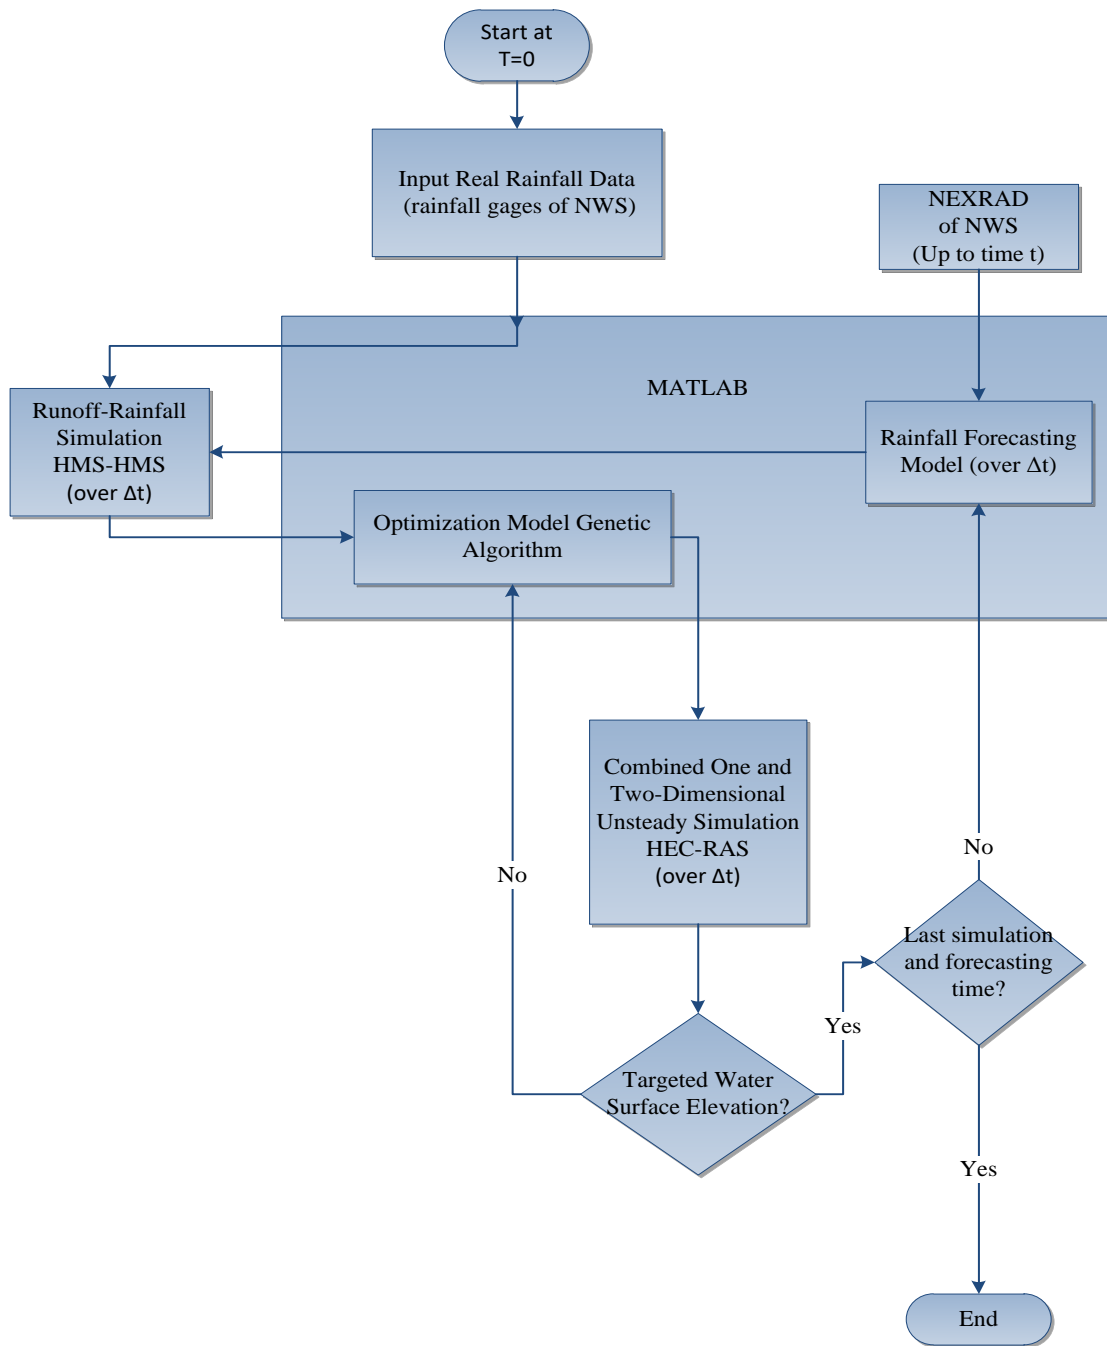 Start at
T=0
Input Real Rainfall Data
(rainfall gages of NWS)
NEXRAD
of NWS
(Up to time t)
MATLAB
Runoff-Rainfall
Simulation
HMS-HMS
(over Δt)
Rainfall Forecasting
Model (over Δt)
Optimization Model Genetic
Algorithm
Combined One and
Two-Dimensional
Unsteady Simulation
HEC-RAS
(over Δt)
No
No
Last simulation
and forecasting
time?
Yes
Targeted Water
Surface Elevation?
Yes
End